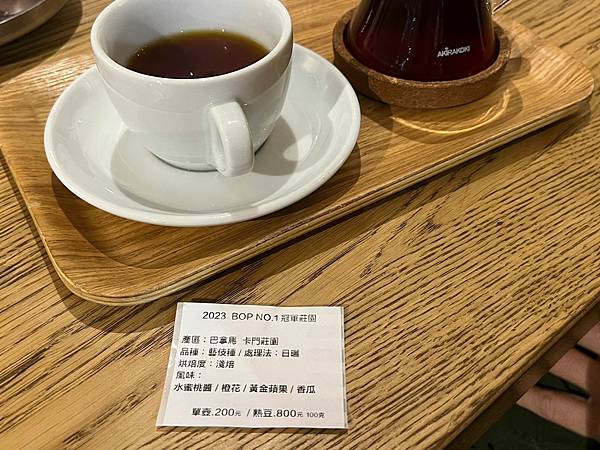 AKIRAKOKI
2023 BOP NO.1冠軍莊園
產區：巴拿馬 卡門莊園
品種：藝伎種 / 處理法：日曬
烘焙度：淺焙
風味：
水蜜桃醬 / 橙花 / 黃金蘋果 / 香瓜
單壺.200元 / 熟豆.800元 100克